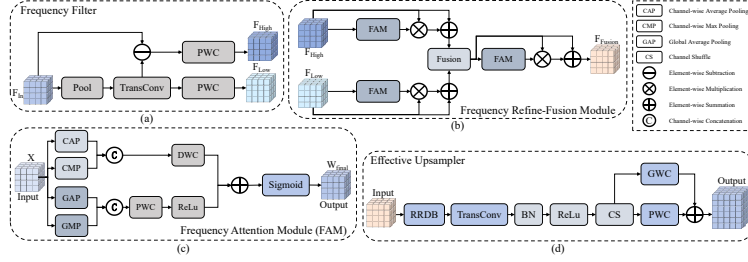 Frequency Filter
F_In
Pool
TransConv
PWC
PWC
F_High
F_Low
(a)
F_High
F_Low
FAM
FAM
Fusion
FAM
F_Fusion
Frequency Refine-Fusion Module
(b)
CAP Channel-wise Average Pooling
CMP Channel-wise Max Pooling
GAP Global Average Pooling
CS Channel Shuffle
Element-wise Subtraction
Element-wise Multiplication
Element-wise Summation
C Channel-wise Concatenation
X
Input
CAP
CMP
GAP
GMP
C
C
DWC
PWC
ReLu
Sigmoid
W_final
Output
Frequency Attention Module (FAM)
(c)
Effective Upsampler
Input
RRDB
TransConv
BN
ReLu
CS
GWC
PWC
Output
(d)